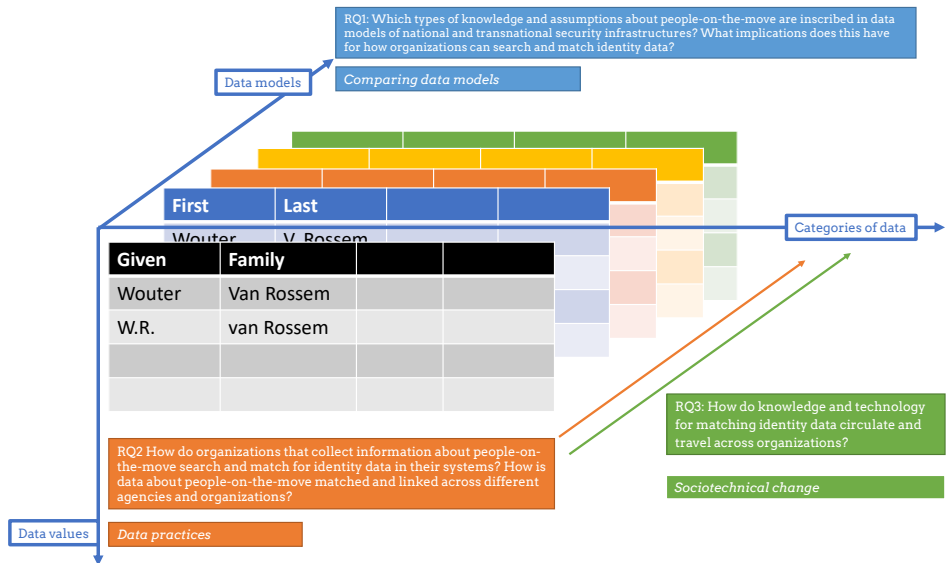 RQ1: Which types of knowledge and assumptions about people-on-the-move are inscribed in data
models of national and transnational security infrastructures? What implications does this have
for how organizations can search and match identity data?
Data models
Comparing data models
First Last
Wouter V. Rossem
Categories of data
Given Family
Wouter Van Rossem
W.R. van Rossem
RQ3: How do knowledge and technology
for matching identity data circulate and
travel across organizations?
RQ2 How do organizations that collect information about people-on-
the-move search and match for identity data in their systems? How is
data about people-on-the-move matched and linked across different
agencies and organizations?
Sociotechnical change
Data values
Data practices